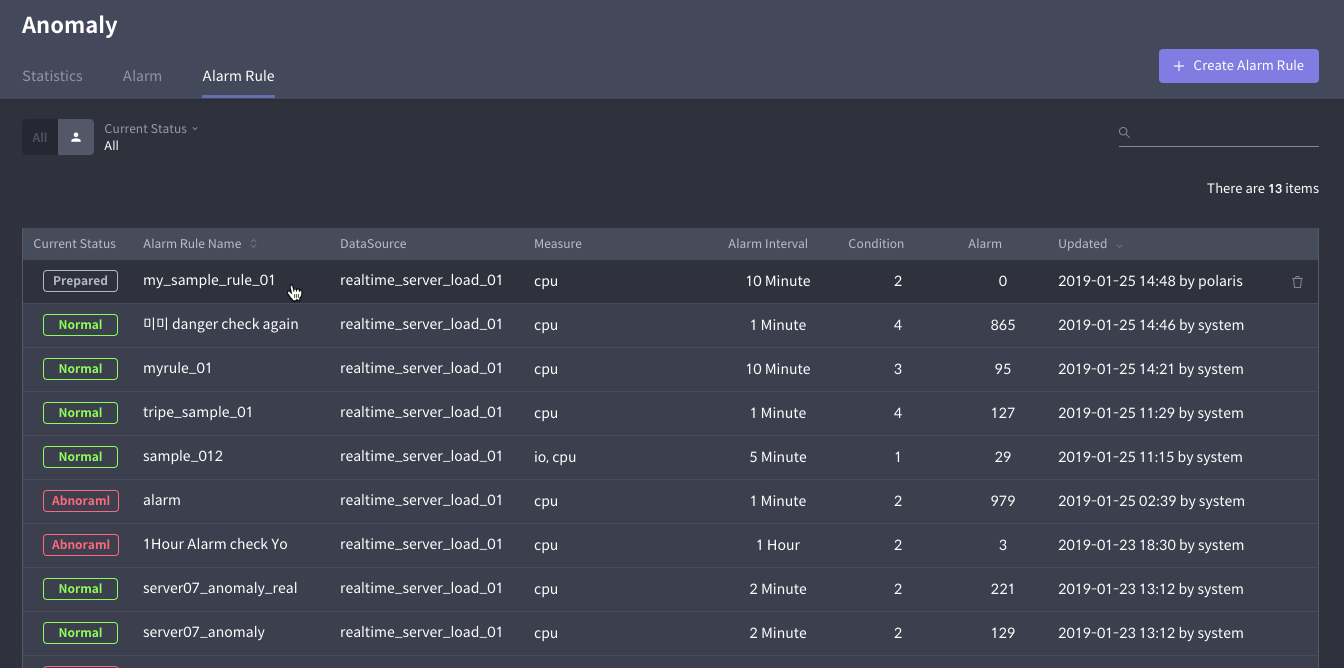 Anomaly
Statistics Alarm Alarm Rule
+ Create Alarm Rule
All
Current Status
All
There are 13 items
Current Status Alarm Rule Name DataSource Measure Alarm Interval Condition Alarm Updated
Prepared my_sample_rule_01 realtime_server_load_01 cpu 10 Minute 2 0 2019-01-25 14:48 by polaris
Normal 미미 danger check again realtime_server_load_01 cpu 1 Minute 4 865 2019-01-25 14:46 by system
Normal myrule_01 realtime_server_load_01 cpu 10 Minute 3 95 2019-01-25 14:21 by system
Normal tripe_sample_01 realtime_server_load_01 cpu 1 Minute 4 127 2019-01-25 11:29 by system
Normal sample_012 realtime_server_load_01 io, cpu 5 Minute 1 29 2019-01-25 11:15 by system
Abnoraml alarm realtime_server_load_01 cpu 1 Minute 2 979 2019-01-25 02:39 by system
Abnoraml 1Hour Alarm check Yo realtime_server_load_01 cpu 1 Hour 2 3 2019-01-23 18:30 by system
Normal server07_anomaly_real realtime_server_load_01 cpu 2 Minute 2 221 2019-01-23 13:12 by system
Normal server07_anomaly realtime_server_load_01 cpu 2 Minute 2 129 2019-01-23 13:12 by system